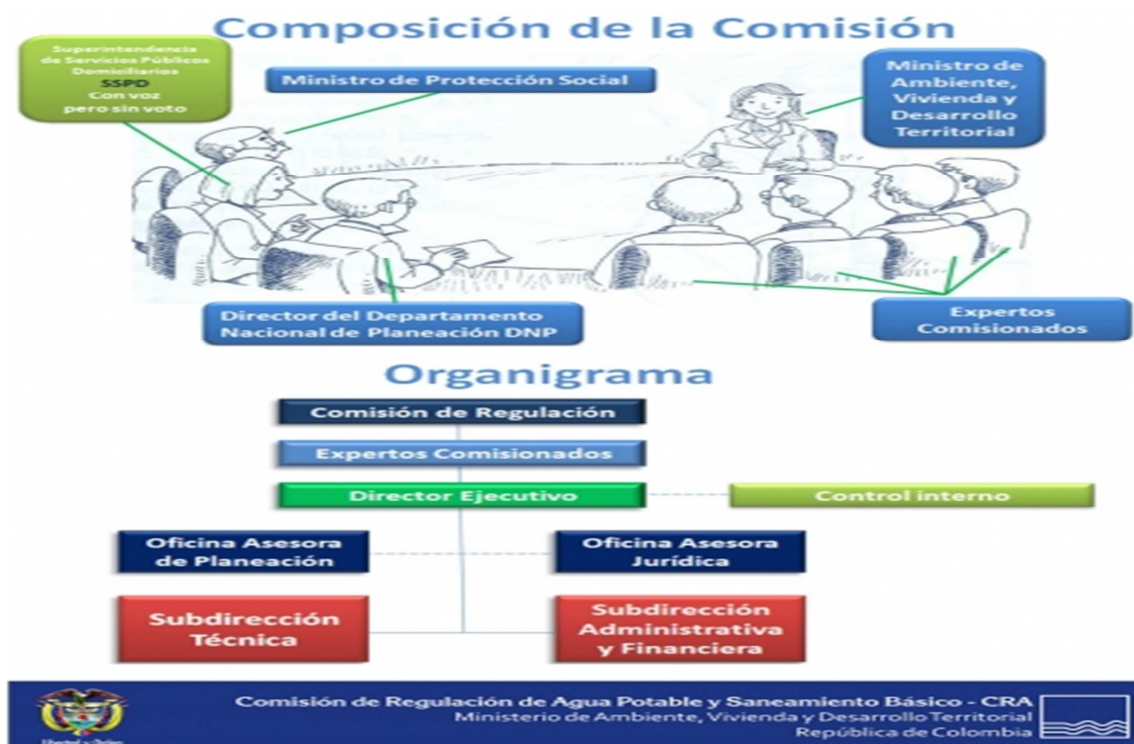 Composición de la Comisión
Superintendencia
de Servicios Públicos
Domiciliarios
SSPD
Con voz
pero sin voto
Ministro de Protección Social
Ministro de
Ambiente,
Vivienda y
Desarrollo
Territorial
Director del Departamento
Nacional de Planeación DNP
Expertos
Comisionados
Organigrama
Comisión de Regulación
Expertos Comisionados
Director Ejecutivo
Control interno
Oficina Asesora
de Planeación
Oficina Asesora
Jurídica
Subdirección
Técnica
Subdirección
Administrativa
y Financiera
Comisión de Regulación de Agua Potable y Saneamiento Básico - CRA
Ministerio de Ambiente, Vivienda y Desarrollo Territorial
República de Colombia
Libertad y Orden